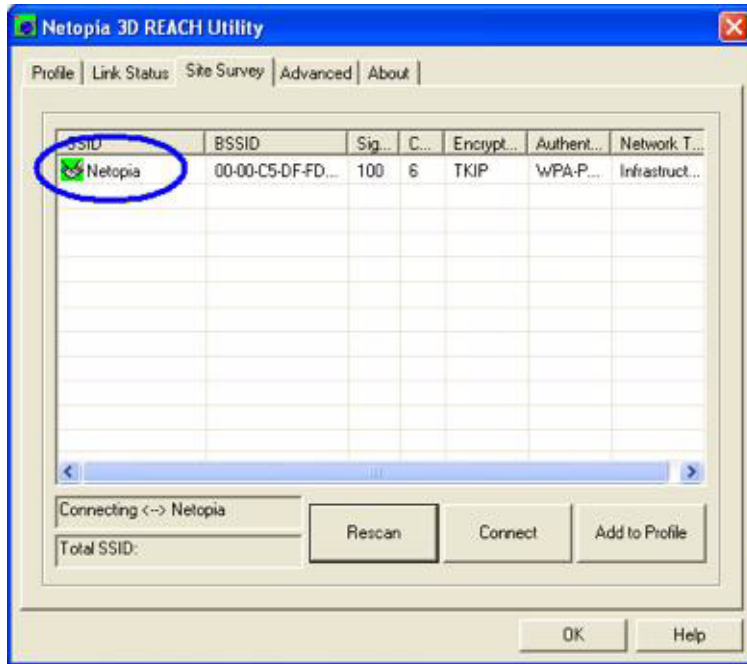 Netopia 3D REACH Utility
Profile Link Status Site Survey Advanced About
SSID BSSID Sig... C... Encrypt... Authent... Network T...
Netopia 00-00-C5-DF-FD... 100 6 TKIP WPA-P... Infrastruct...
Connecting <--> Netopia
Total SSID:
Rescan Connect Add to Profile
OK Help